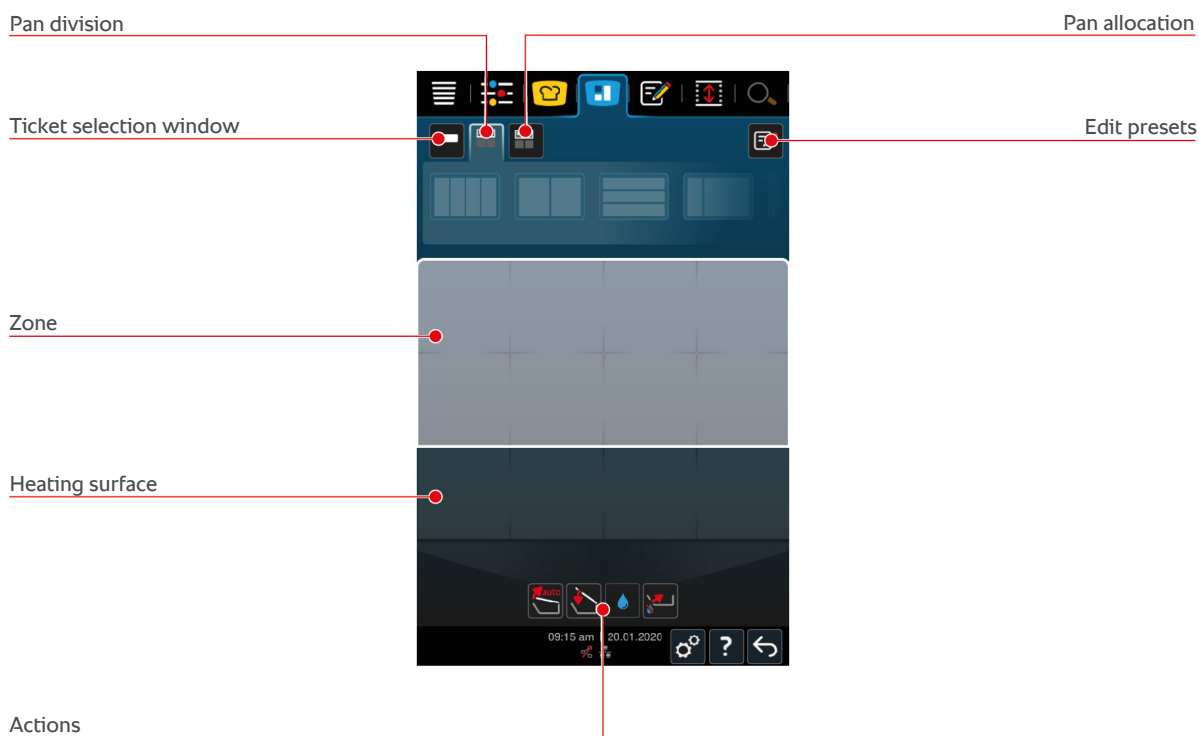 Pan division
Pan allocation
Ticket selection window
Edit presets
Zone
Heating surface
auto
09:15 am | 20.01.2020
?
Actions